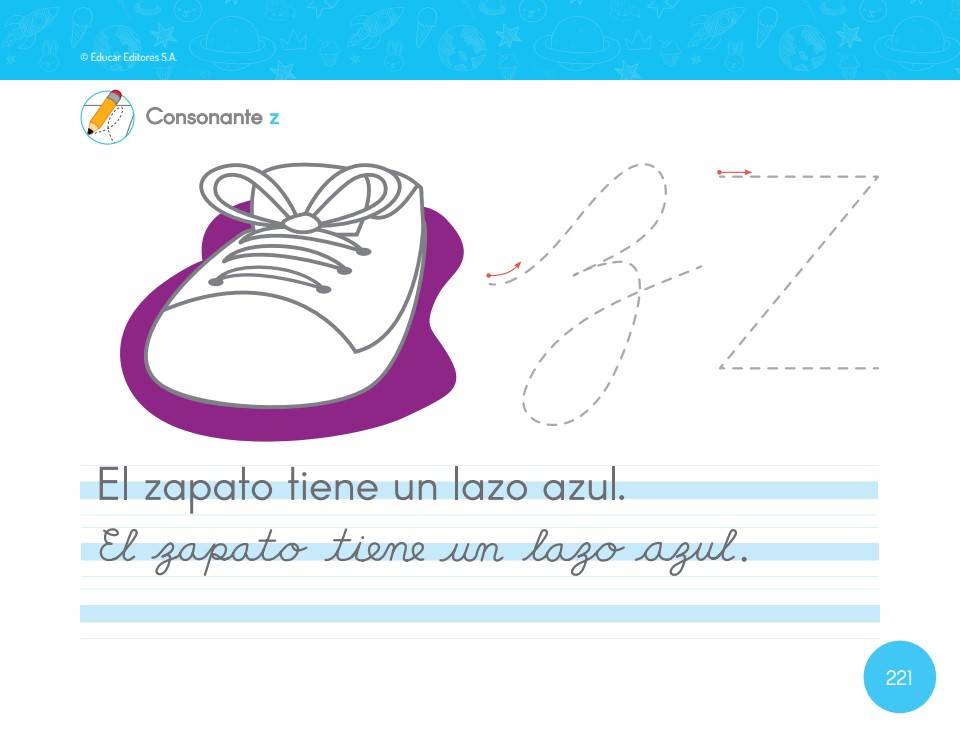 © Educar Editores S.A.
Consonante z
z Z
El zapato tiene un lazo azul.
El zapato tiene un lazo azul.
221